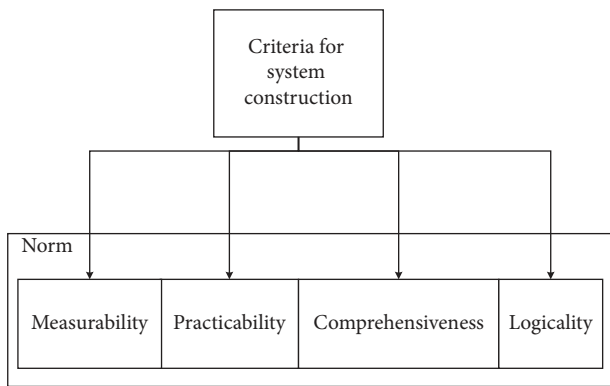 Criteria for
system
construction
Norm
Measurability
Practicability
Comprehensiveness
Logicality